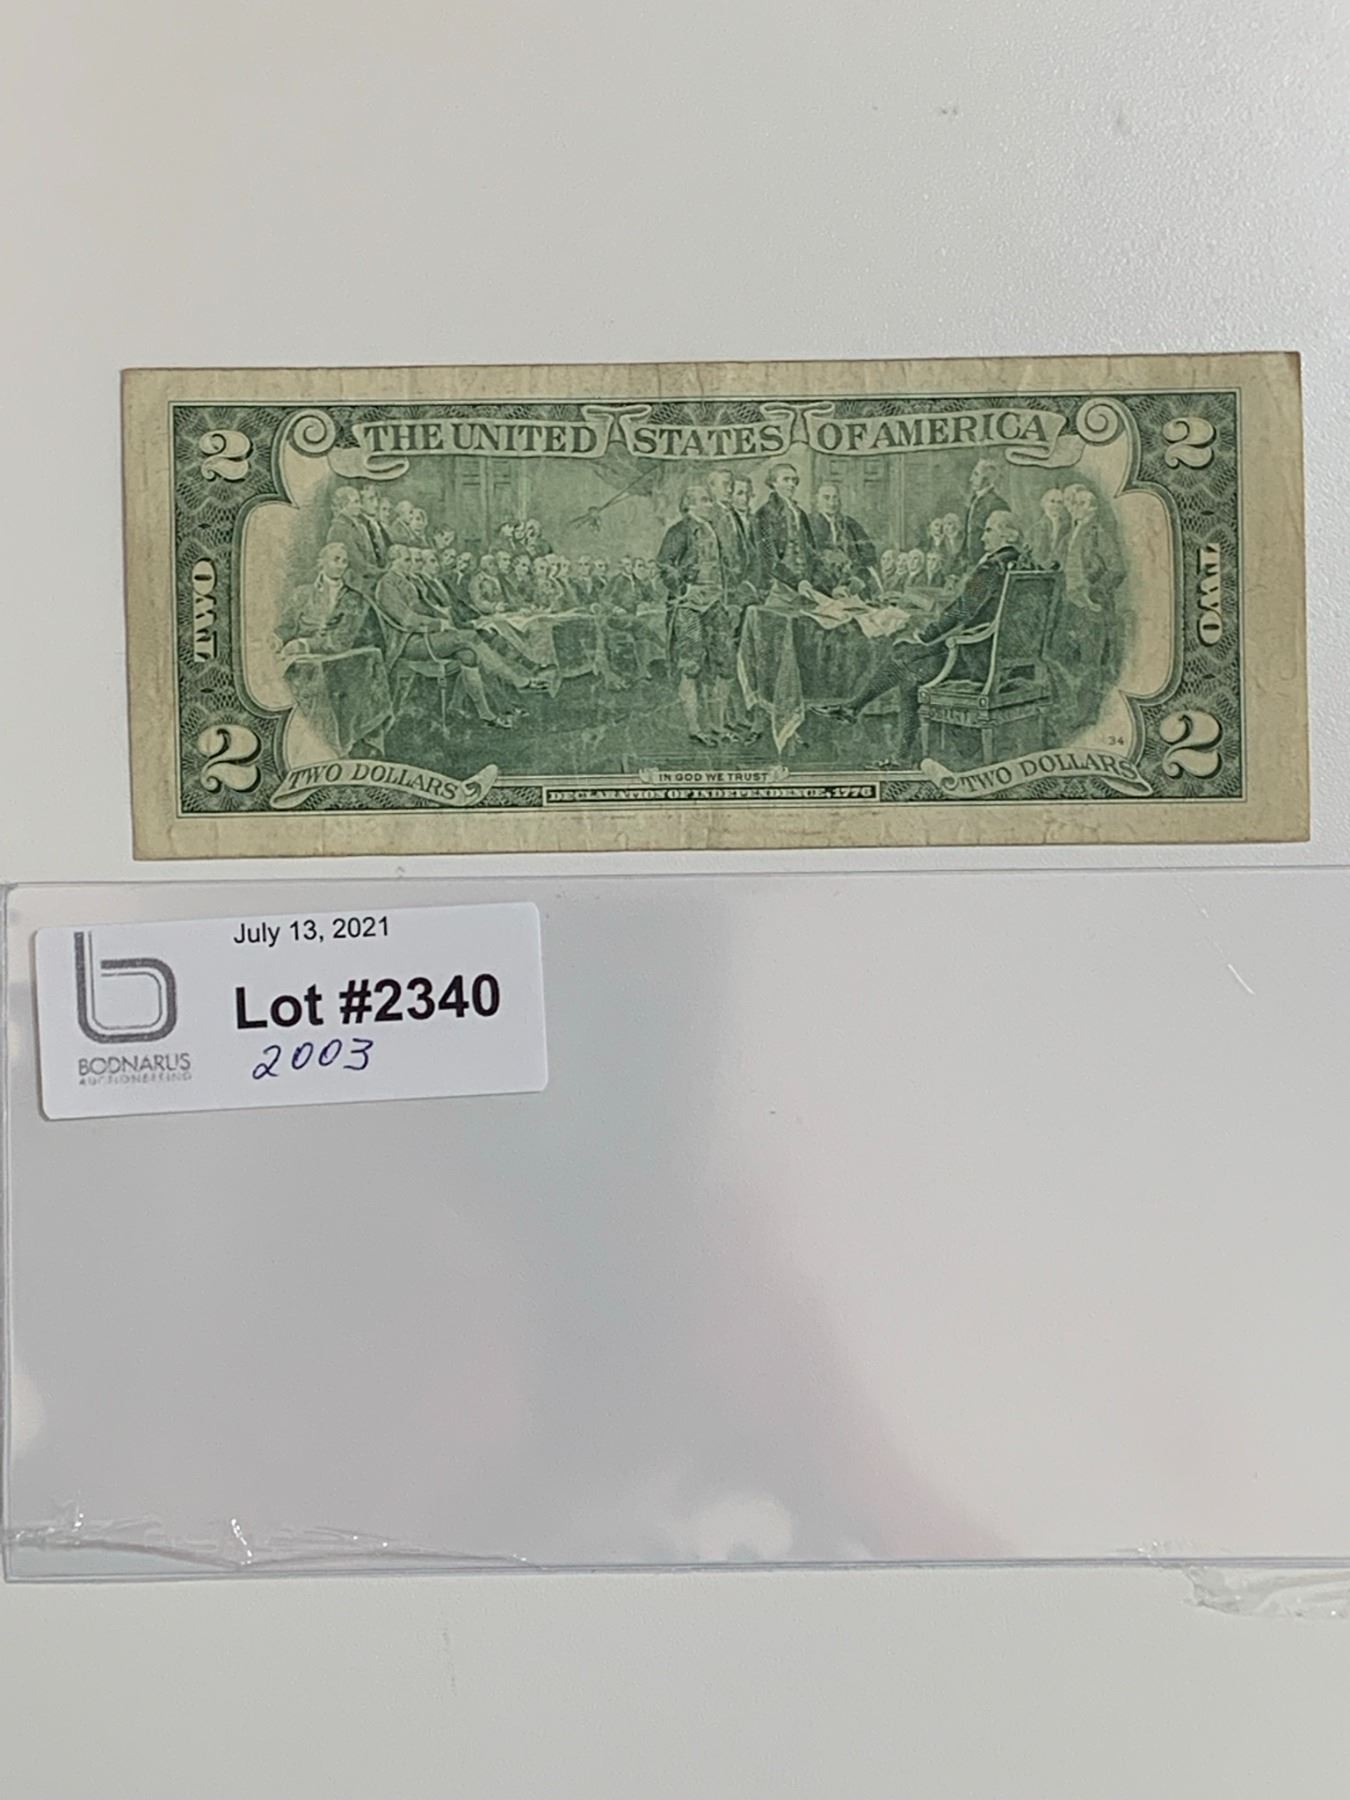 THE UNITED STATES OF AMERICA
2 2
TWO TWO
2 2
34
TWO DOLLARS IN GOD WE TRUST TWO DOLLARS
DECLARATION OF INDEPENDENCE, 1776
July 13, 2021
Lot #2340
2003
BODNARUS
AUCTIONEERING